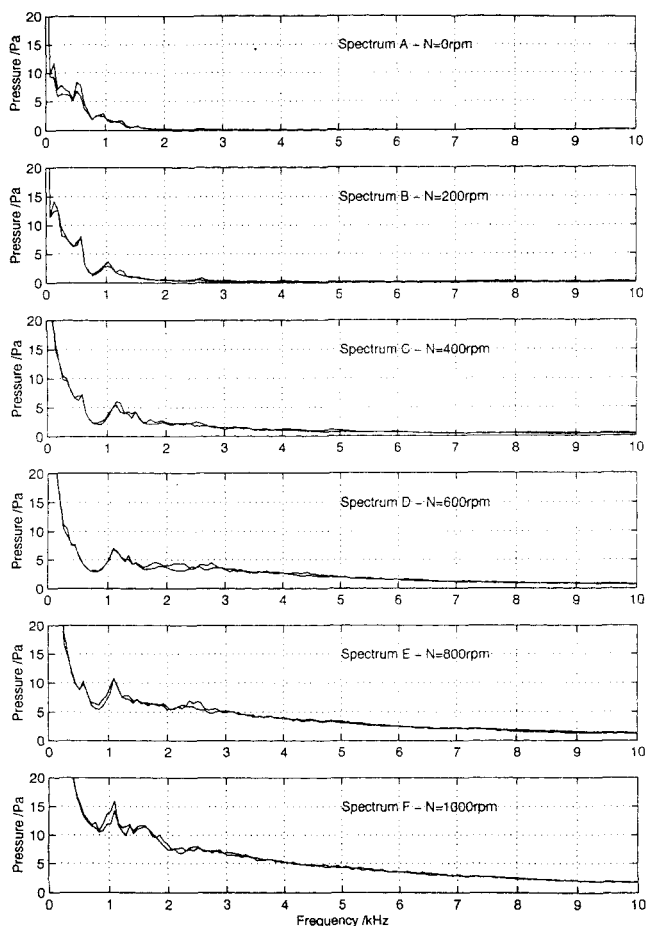 Spectrum A – N=0rpm
Pressure /Pa
20
15
10
5
0
0 1 2 3 4 5 6 7 8 9 10
Spectrum B – N=200rpm
Pressure /Pa
20
15
10
5
0
0 1 2 3 4 5 6 7 8 9 10
Spectrum C – N=400rpm
Pressure /Pa
20
15
10
5
0
0 1 2 3 4 5 6 7 8 9 10
Spectrum D – N=600rpm
Pressure /Pa
20
15
10
5
0
0 1 2 3 4 5 6 7 8 9 10
Spectrum E – N=800rpm
Pressure /Pa
20
15
10
5
0
0 1 2 3 4 5 6 7 8 9 10
Spectrum F – N=1000rpm
Pressure /Pa
20
15
10
5
0
0 1 2 3 4 5 6 7 8 9 10
Frequency /kHz